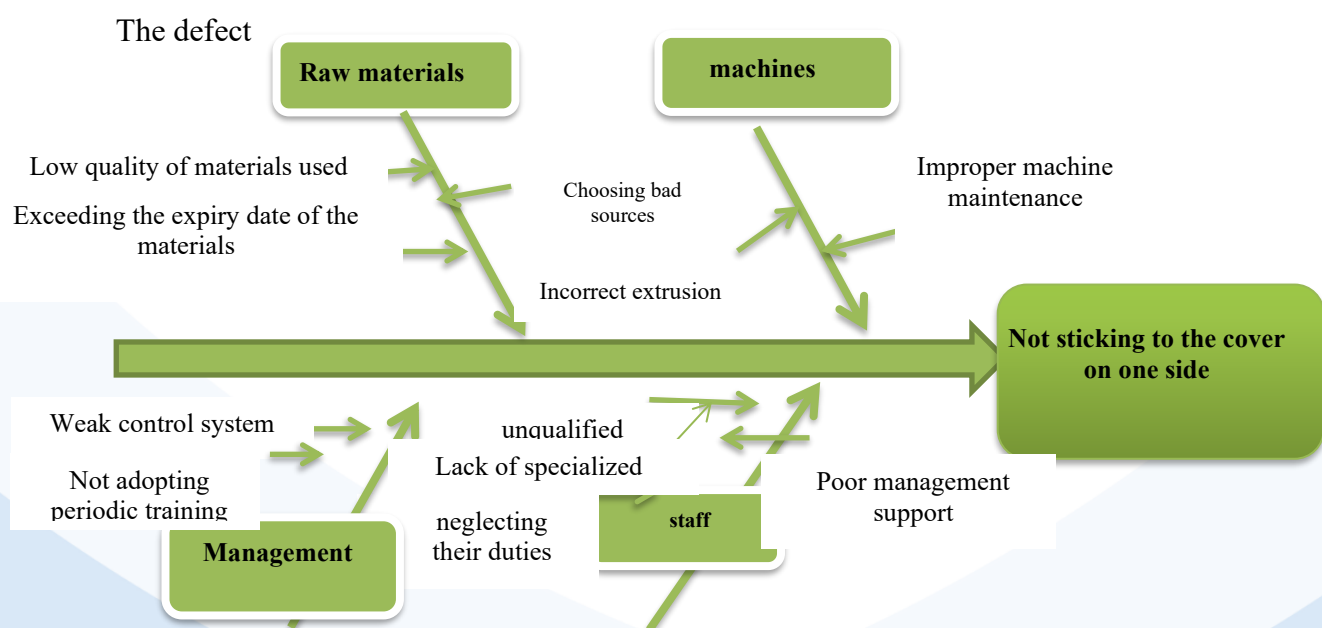 The defect
Raw materials
machines
Low quality of materials used
Exceeding the expiry date of the
materials
Choosing bad
sources
Improper machine
maintenance
Incorrect extrusion
Not sticking to the cover
on one side
Weak control system
Not adopting
periodic training
Management
unqualified
Lack of specialized
neglecting
their duties
staff
Poor management
support